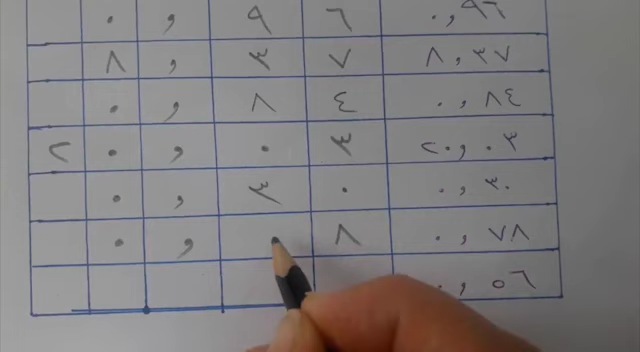 ٠,٩٦ ٦ ٩ , ٠
٨,٣٧ ٧ ٣ , ٨
٠,٨٤ ٤ ٨ , ٠
٢٠,٠٣ ٣ ٠ , ٠ ٢
٠,٣٠ ٠ ٣ , ٠
٠,٧٨ ٨ , ٠
٠,٦٥